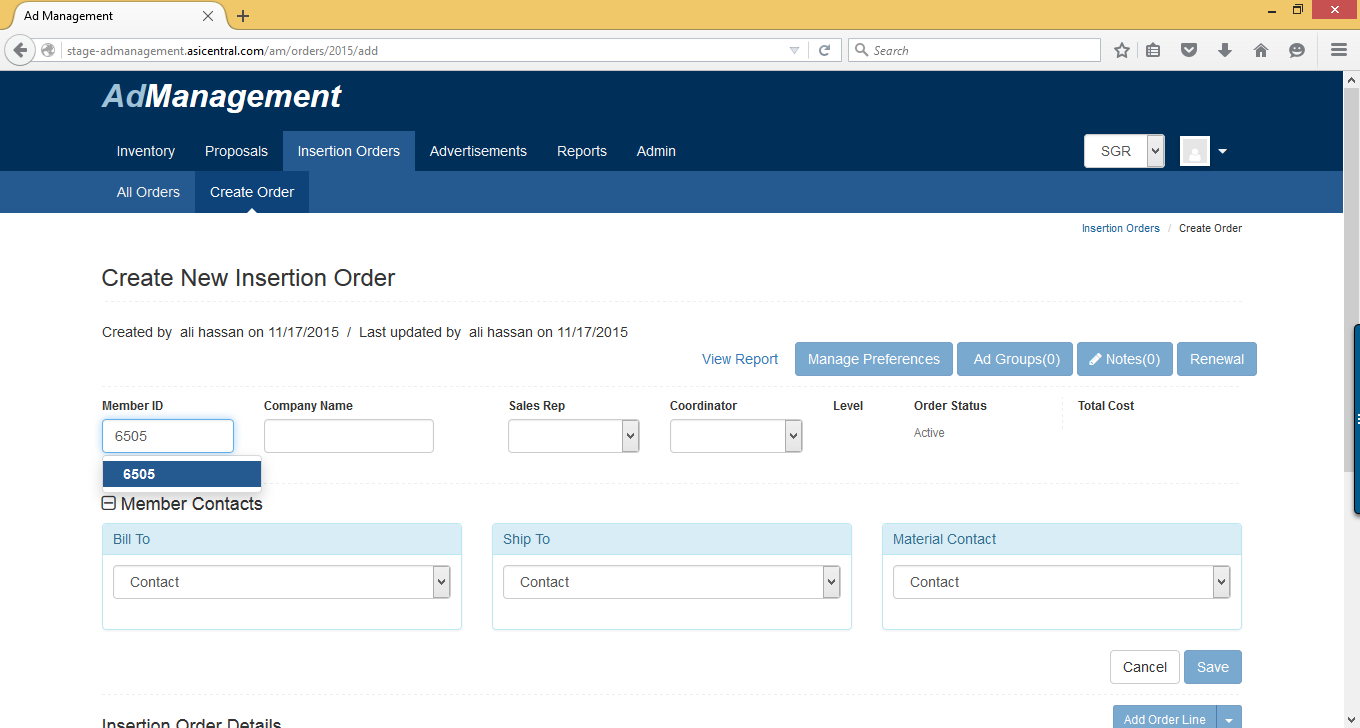 Ad Management
stage-admanagement.asicentral.com/am/orders/2015/add
Search
AdManagement
Inventory Proposals Insertion Orders Advertisements Reports Admin SGR
All Orders Create Order
Insertion Orders / Create Order
Create New Insertion Order
Created by ali hassan on 11/17/2015 / Last updated by ali hassan on 11/17/2015
View Report Manage Preferences Ad Groups(0) Notes(0) Renewal
Member ID Company Name Sales Rep Coordinator Level Order Status Total Cost
6505 Active
6505
Member Contacts
Bill To Ship To Material Contact
Contact Contact Contact
Cancel Save
Insertion Order Details Add Order Line